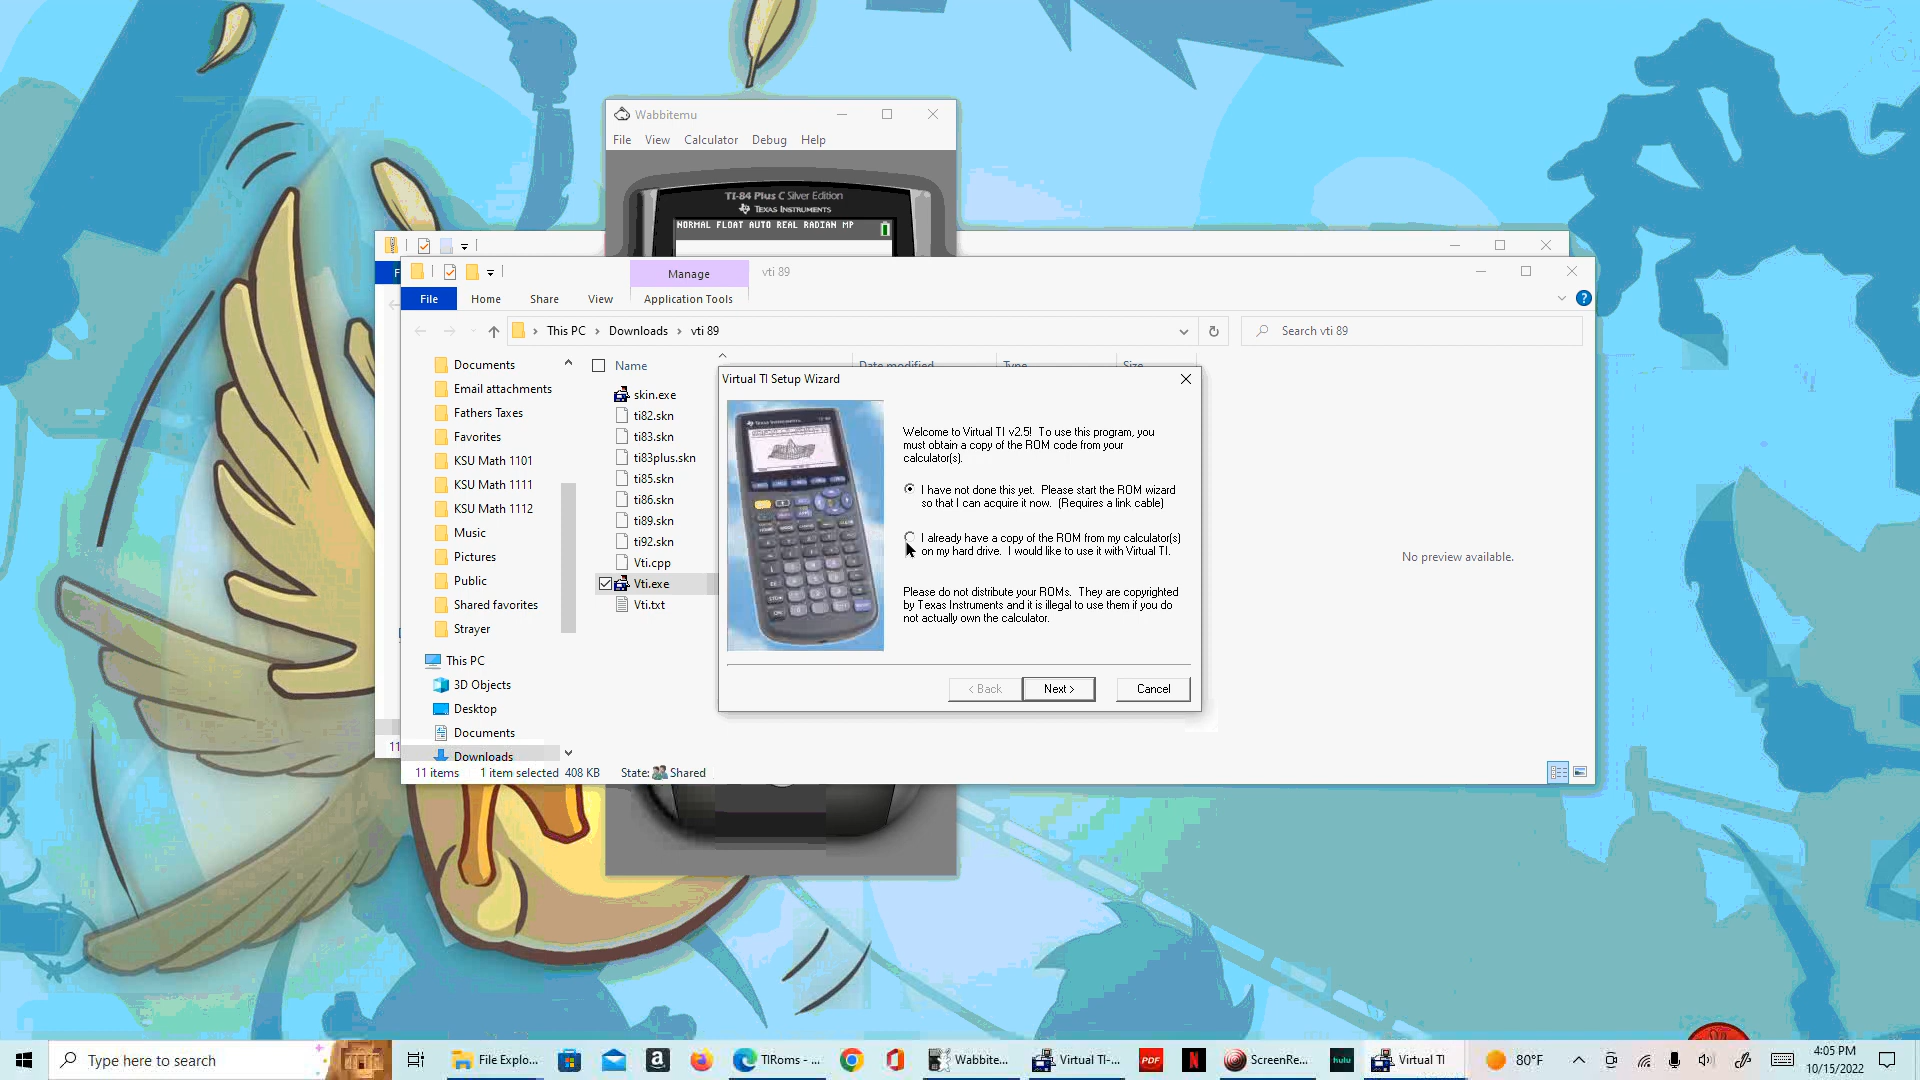 Wabbitemu
File View Calculator Debug Help
TI-84 Plus C Silver Edition
TEXAS INSTRUMENTS
NORMAL FLOAT AUTO REAL RADIAN MP
Manage
vti 89
File Home Share View Application Tools
This PC Downloads vti 89
Search vti 89
Documents
Email attachments
Fathers Taxes
Favorites
KSU Math 1101
KSU Math 1111
KSU Math 1112
Music
Pictures
Public
Shared favorites
Strayer
This PC
3D Objects
Desktop
Documents
Downloads
Name Date modified Type Size
skin.exe
ti82.skn
ti83.skn
ti83plus.skn
ti85.skn
ti86.skn
ti89.skn
ti92.skn
Vti.cpp
Vti.exe
Vti.txt
Virtual TI Setup Wizard
Welcome to Virtual TI v2.5! To use this program, you
must obtain a copy of the ROM code from your
calculator(s).
I have not done this yet. Please start the ROM wizard
so that I can acquire it now. (Requires a link cable)
I already have a copy of the ROM from my calculator(s)
on my hard drive. I would like to use it with Virtual TI.
Please do not distribute your ROMs. They are copyrighted
by Texas Instruments and it is illegal to use them if you do
not actually own the calculator.
< Back Next > Cancel
No preview available.
11
11 items 1 item selected 408 KB State: Shared
Type here to search
File Explo...
TIRoms - ...
Wabbite...
Virtual TI-...
PDF
ScreenRe...
hulu
Virtual TI
80°F
4:05 PM
10/15/2022